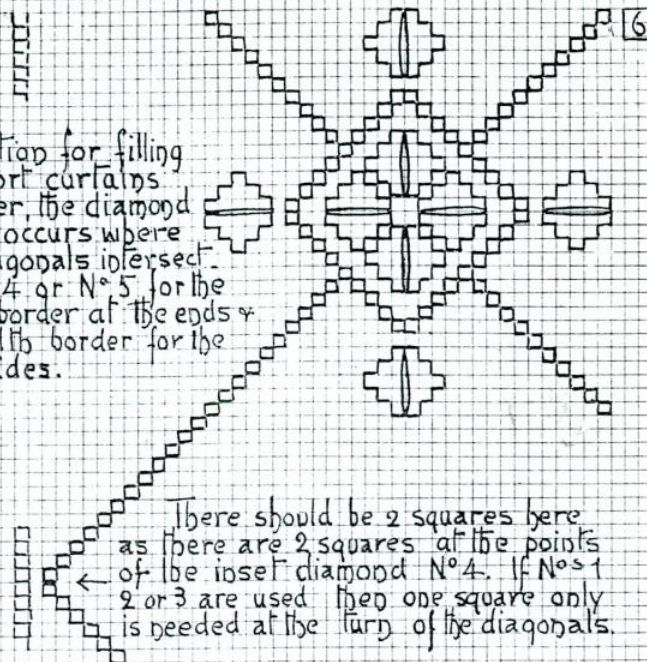 6
tion for filling
ort curtains
er, the diamond
occurs where
agonals intersect.
4 or Nº 5 for the
border at the ends &
dth border for the
ides.
There should be 2 squares here
as there are 2 squares at the points
of the inset diamond Nº 4. If Nºs 1
2 or 3 are used then one square only
is needed at the turn of the diagonals.